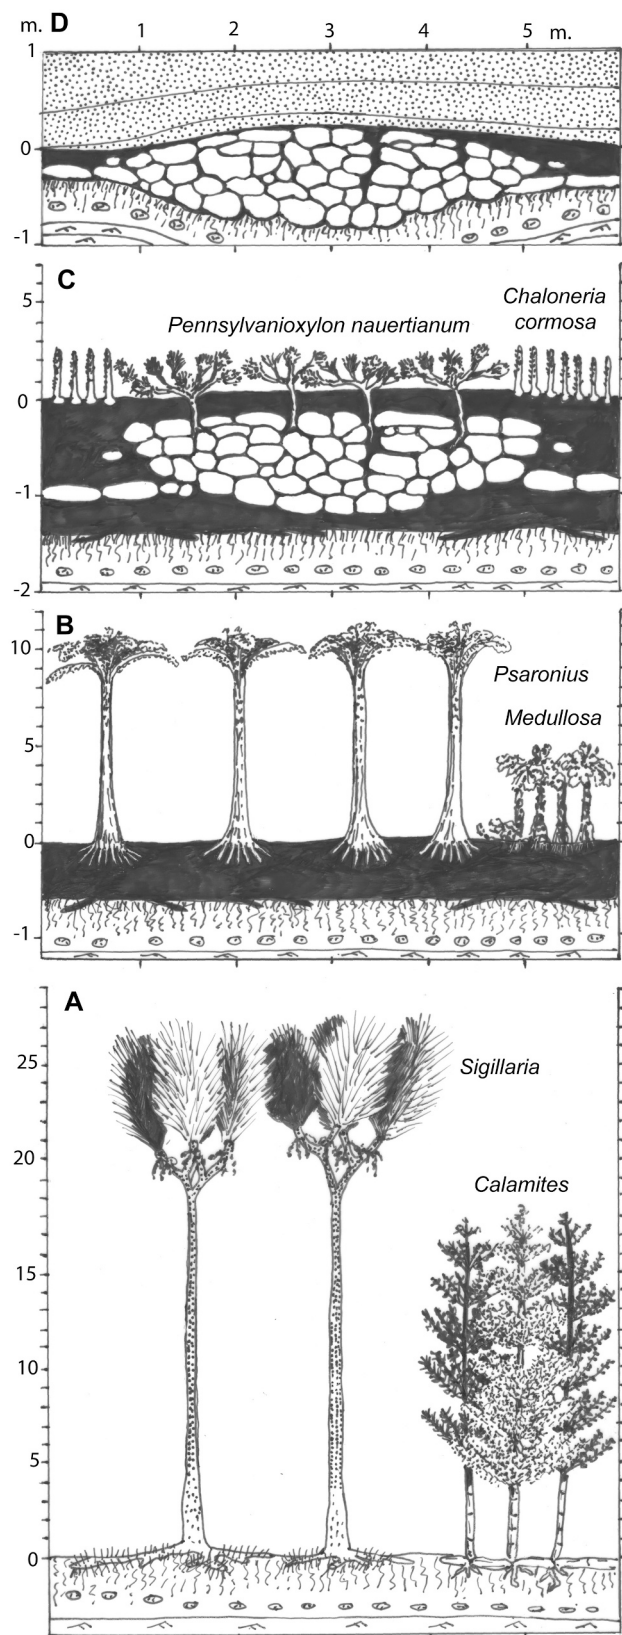 m. D 1 2 3 4 5 m.
1
0
-1
C
5
Chaloneria
cormosa
Pennsylvanioxylon nauertianum
0
-1
-2
B
10
Psaronius
Medullosa
5
0
-1
A
25
Sigillaria
20
Calamites
15
10
5
0